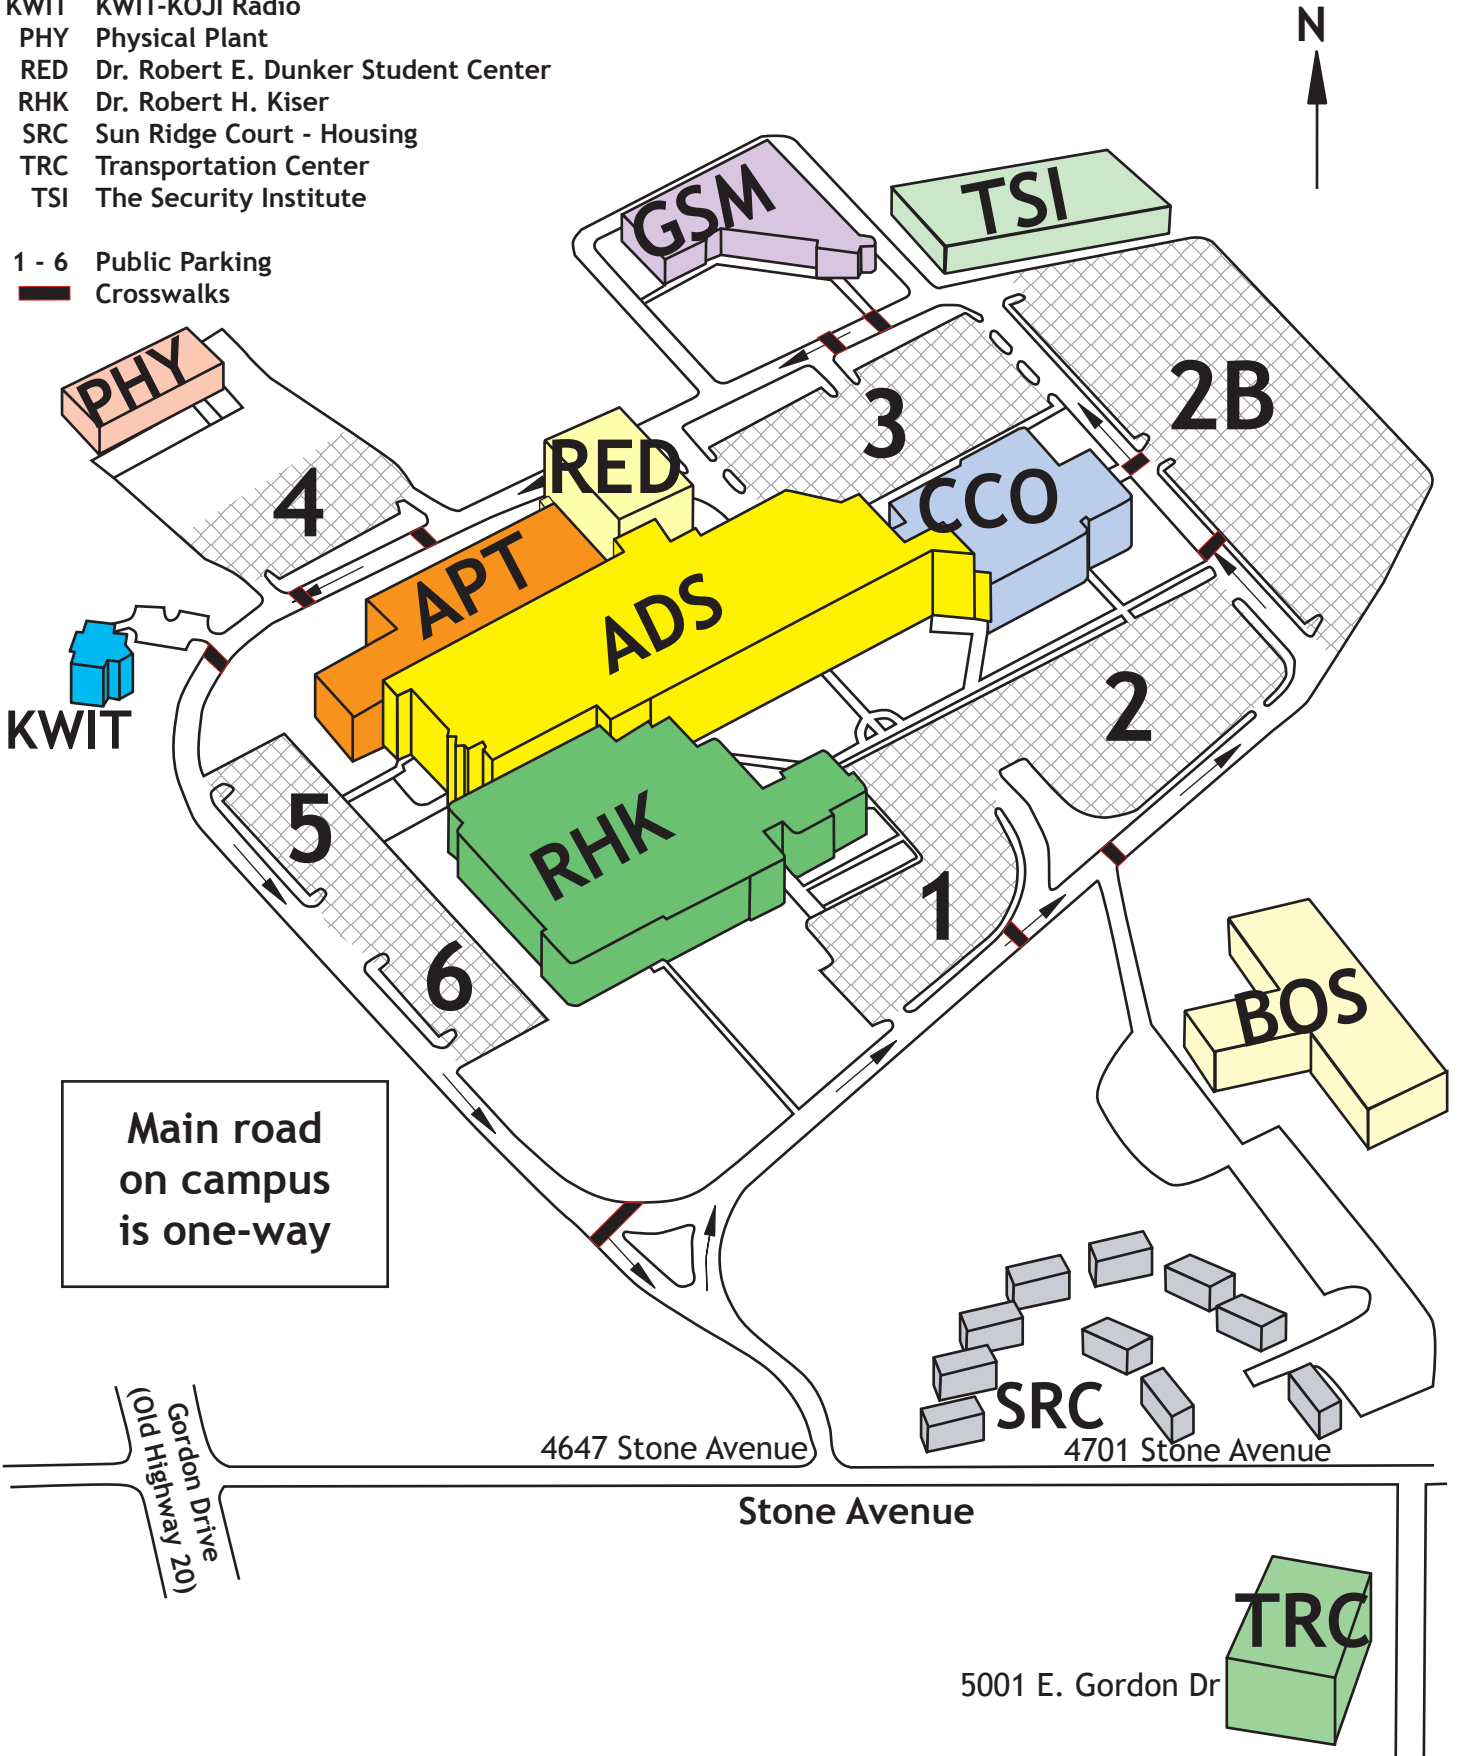 KWIT KWIT-KOJI Radio
PHY Physical Plant
RED Dr. Robert E. Dunker Student Center
RHK Dr. Robert H. Kiser
SRC Sun Ridge Court - Housing
TRC Transportation Center
TSI The Security Institute
1 - 6 Public Parking
Crosswalks
N
GSM
TSI
PHY
2B
3
RED
CCO
4
APT
ADS
KWIT
2
5
RHK
1
6
BOS
Main road
on campus
is one-way
SRC
Gordon Drive
(Old Highway 20)
4647 Stone Avenue
4701 Stone Avenue
Stone Avenue
TRC
5001 E. Gordon Dr